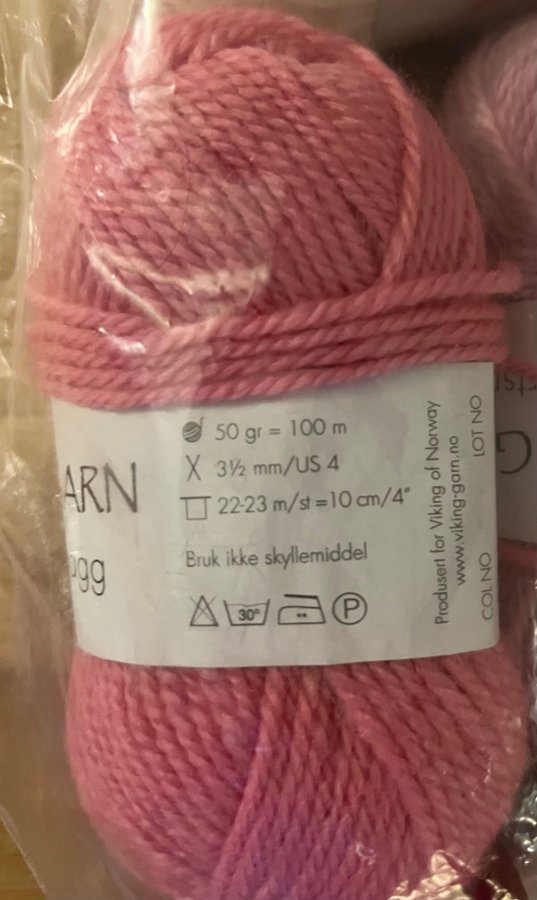 50 gr = 100 m
3½ mm/US 4
22-23 m/st =10 cm/4"
ARN
agg
Bruk ikke skyllemiddel
30°
P
Produsert for Viking of Norway
www.viking-garn.no
COL NO LOT NO